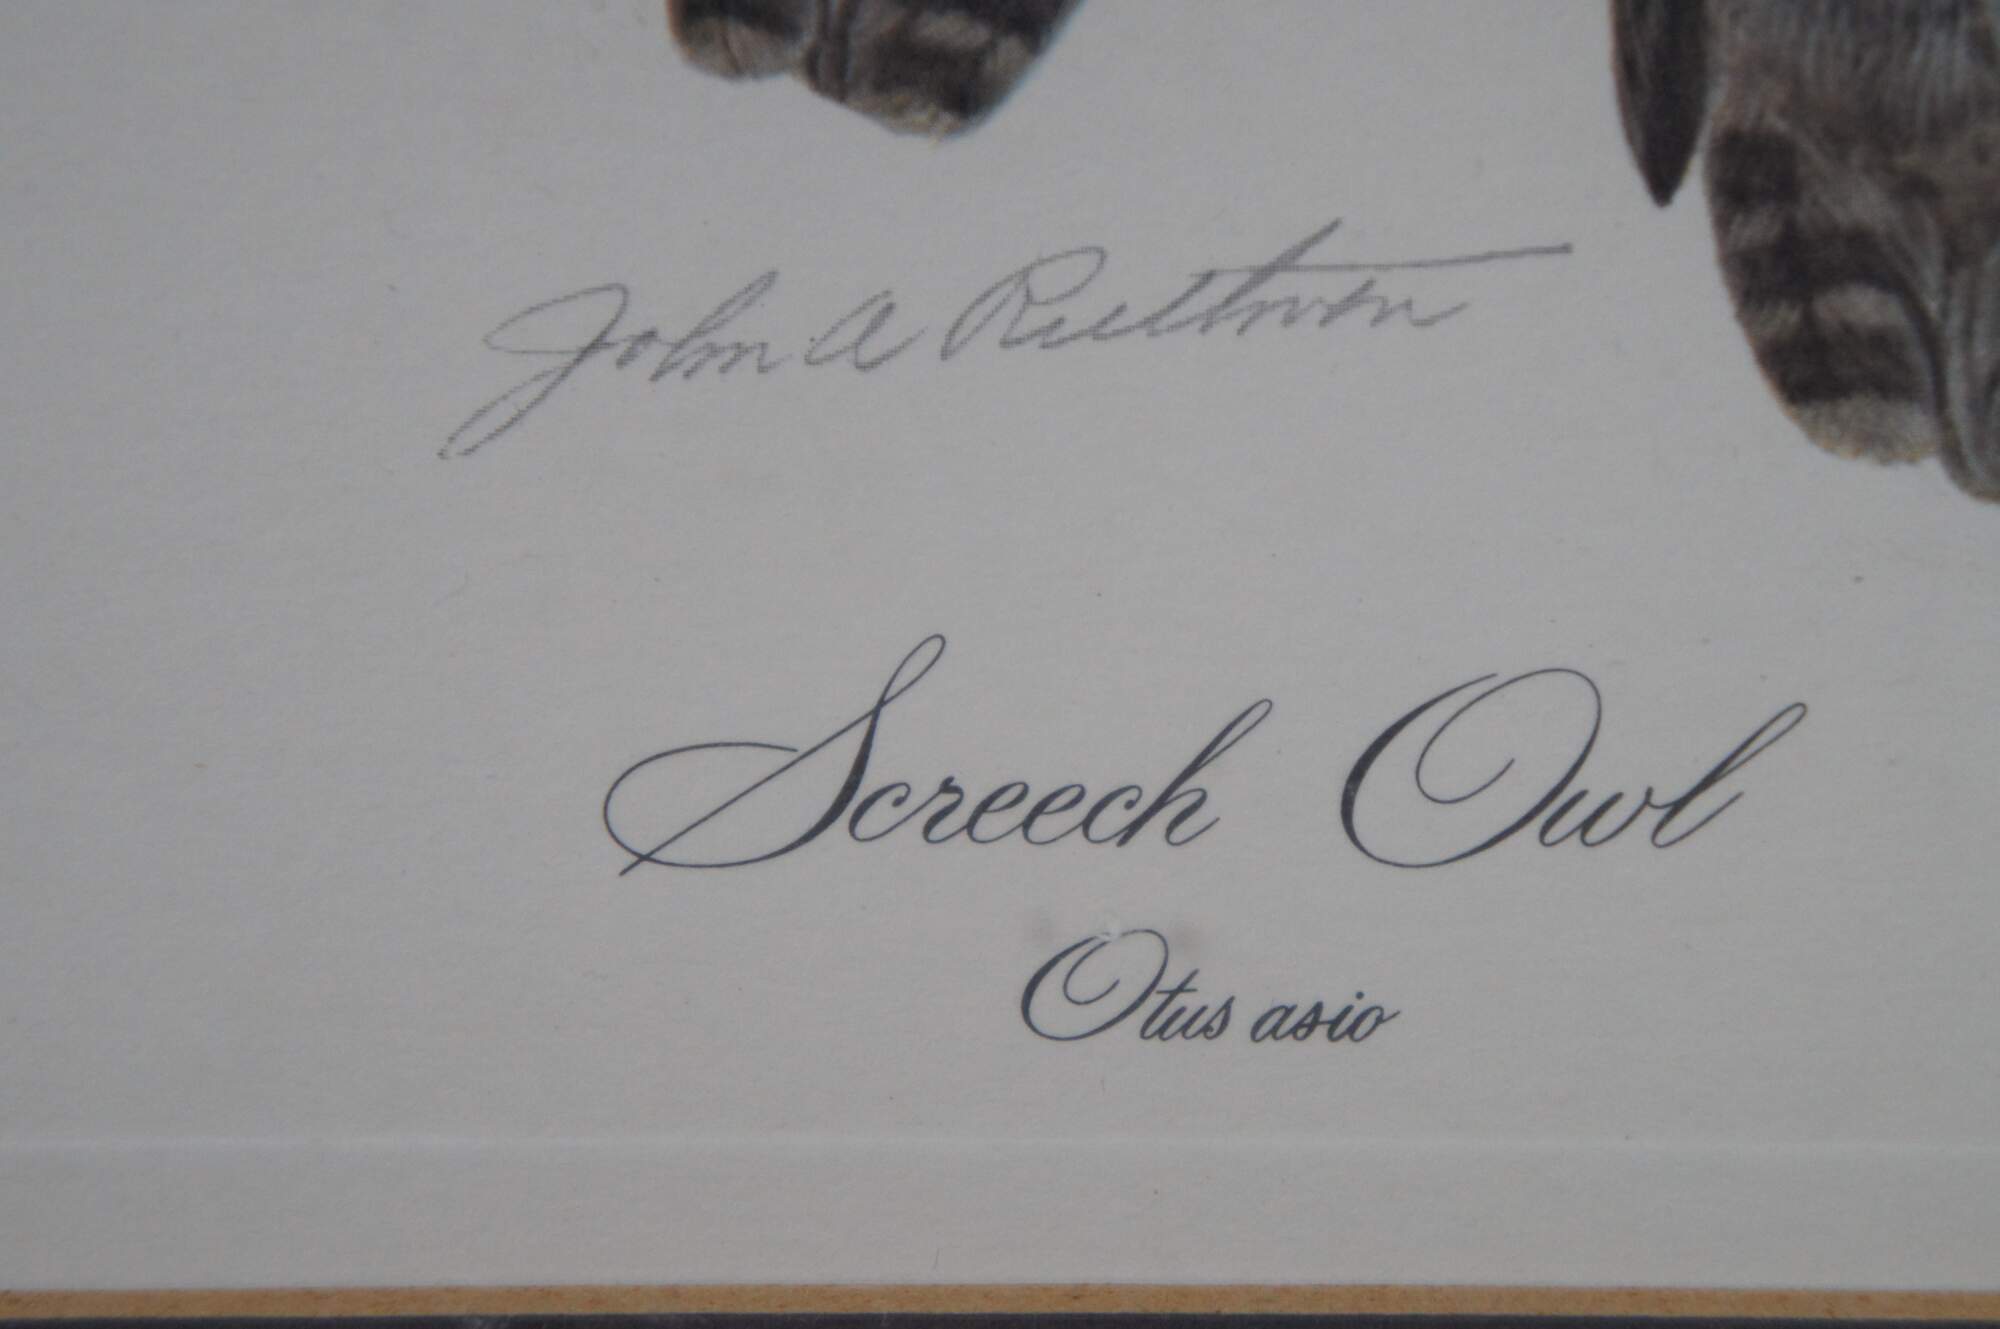 John A Ruthven
Screech Owl
Otus asio